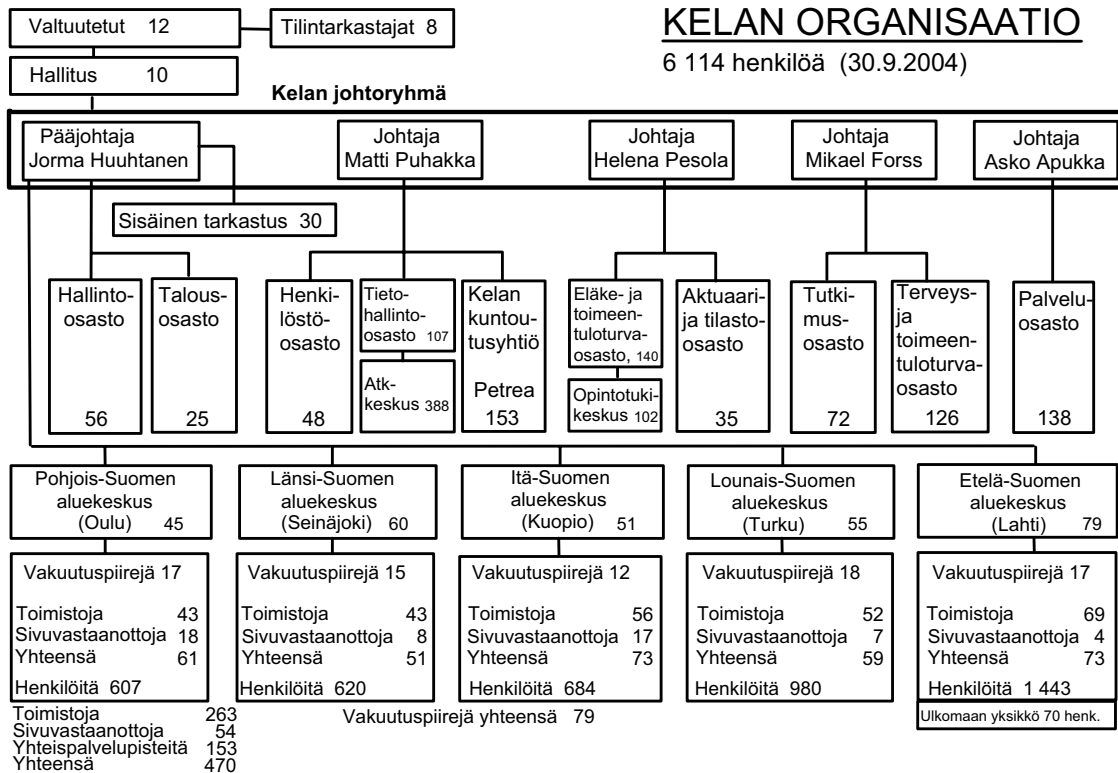 KELAN ORGANISAATIO
6 114 henkilöä (30.9.2004)
Valtuutetut 12
Tilintarkastajat 8
Hallitus 10
Kelan johtoryhmä
Pääjohtaja
Jorma Huuhtanen
Johtaja
Matti Puhakka
Johtaja
Helena Pesola
Johtaja
Mikael Forss
Johtaja
Asko Apukka
Sisäinen tarkastus 30
Hallinto-
osasto
56
Talous-
osasto
25
Henki-
löstö-
osasto
48
Tieto-
hallinto-
osasto 107
Atk-
keskus 388
Kelan
kuntou-
tusyhtiö
Petrea
153
Eläke- ja
toimeen-
tuloturva-
osasto, 140
Opintotuki-
keskus 102
Aktuaari-
ja tilasto-
osasto
35
Tutki-
mus-
osasto
72
Terveys-
ja
toimeen-
tuloturva-
osasto
126
Palvelu-
osasto
138
Pohjois-Suomen
aluekeskus
(Oulu) 45
Länsi-Suomen
aluekeskus
(Seinäjoki) 60
Itä-Suomen
aluekeskus
(Kuopio) 51
Lounais-Suomen
aluekeskus
(Turku) 55
Etelä-Suomen
aluekeskus
(Lahti) 79
Vakuutuspiirejä 17
Toimistoja 43
Sivuvastaanottoja 18
Yhteensä 61
Henkilöitä 607
Vakuutuspiirejä 15
Toimistoja 43
Sivuvastaanottoja 8
Yhteensä 51
Henkilöitä 620
Vakuutuspiirejä 12
Toimistoja 56
Sivuvastaanottoja 17
Yhteensä 73
Henkilöitä 684
Vakuutuspiirejä 18
Toimistoja 52
Sivuvastaanottoja 7
Yhteensä 59
Henkilöitä 980
Vakuutuspiirejä 17
Toimistoja 69
Sivuvastaanottoja 4
Yhteensä 73
Henkilöitä 1 443
Ulkomaan yksikkö 70 henk.
Toimistoja 263
Sivuvastaanottoja 54
Yhteispalvelupisteitä 153
Yhteensä 470
Vakuutuspiirejä yhteensä 79